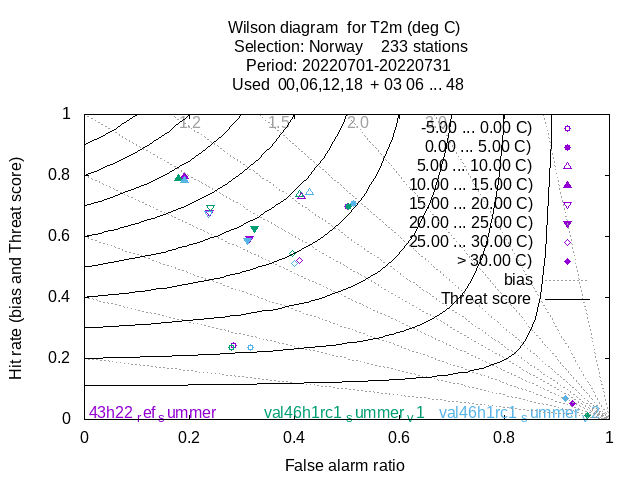 Wilson diagram for T2m (deg C)
Selection: Norway 233 stations
Period: 20220701-20220731
Used 00,06,12,18 + 03 06 ... 48
Hit rate (bias and Threat score)
1
0.8
0.6
0.4
0.2
0
1.2
1.5
2.0
3.0
-5.00 ... 0.00 C)
0.00 ... 5.00 C)
5.00 ... 10.00 C)
10.00 ... 15.00 C)
15.00 ... 20.00 C)
20.00 ... 25.00 C)
25.00 ... 30.00 C)
> 30.00 C)
bias
Threat score
43h22_ref_summer
val46h1rc1_summer_v1
val46h1rc1_summer_v2
0 0.2 0.4 0.6 0.8 1
False alarm ratio